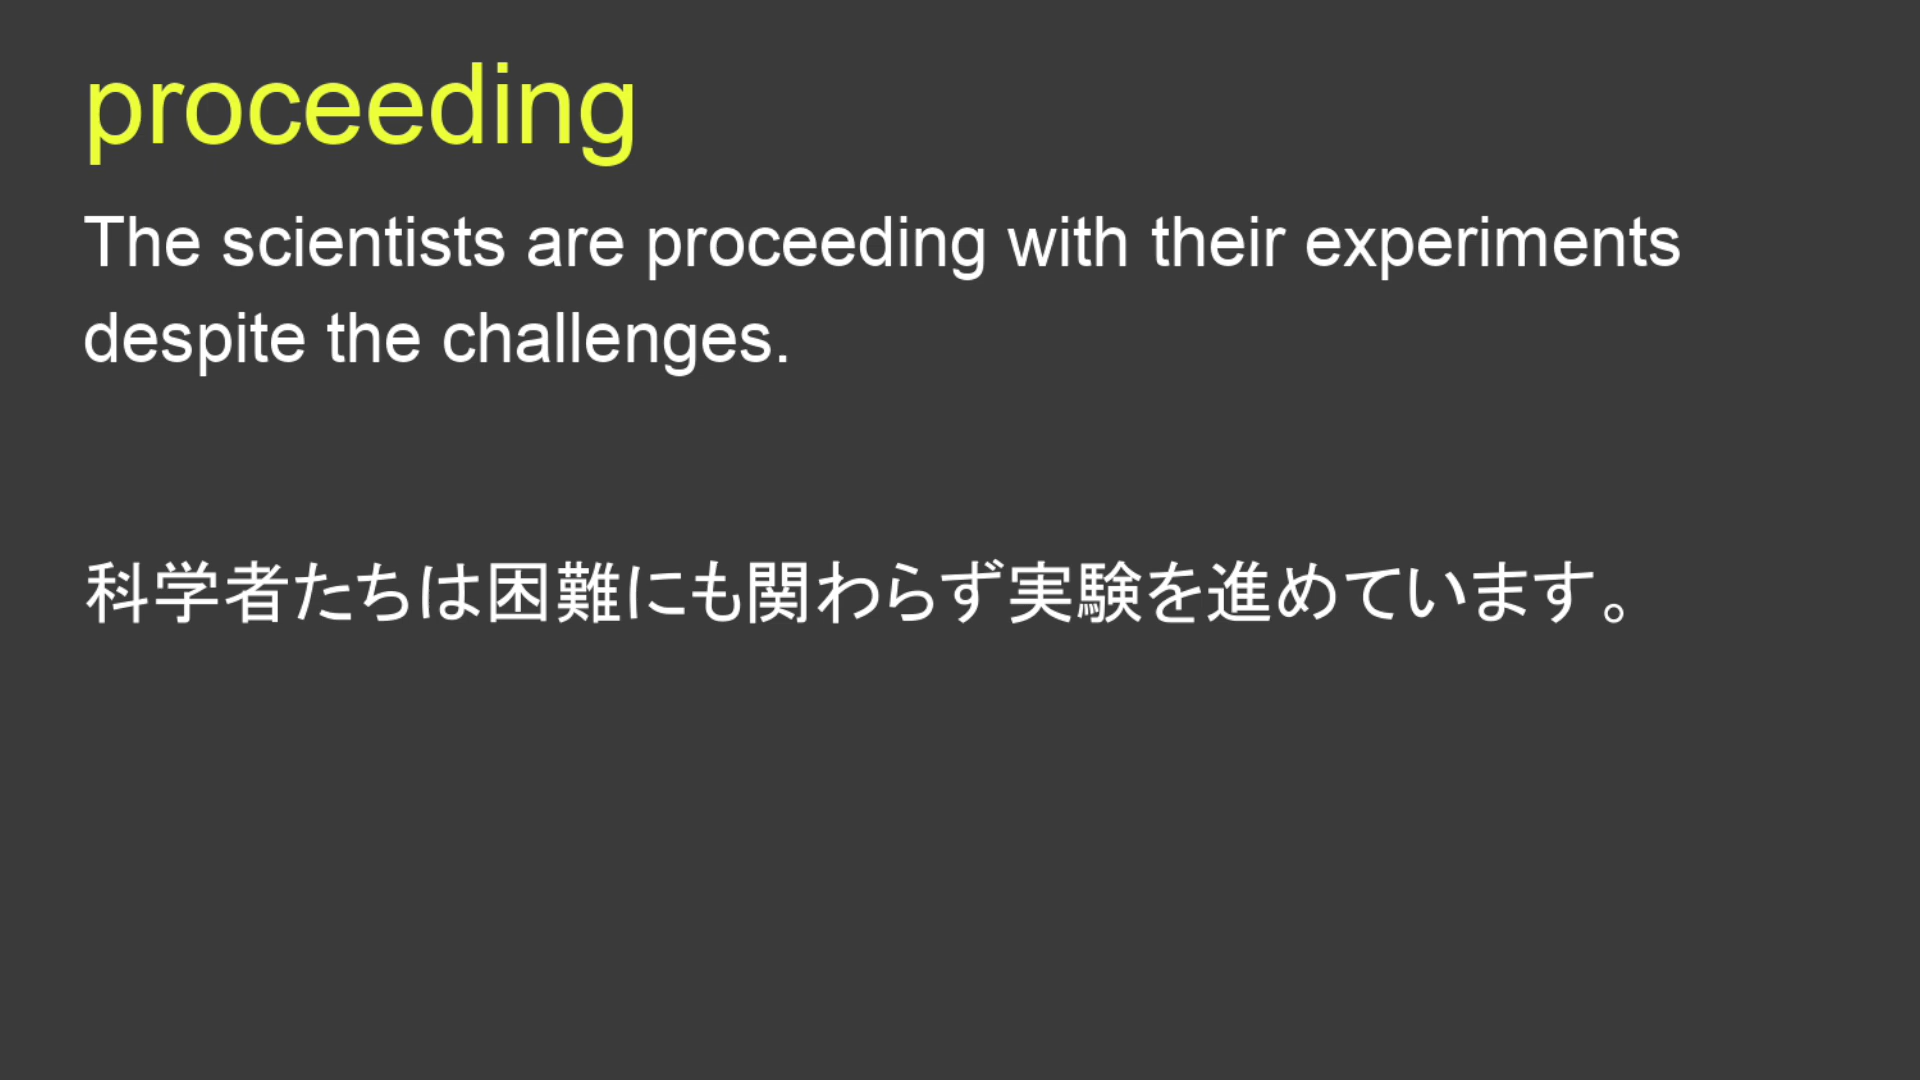 proceeding
The scientists are proceeding with their experiments
despite the challenges.
科学者たちは困難にも関わらず実験を進めています。